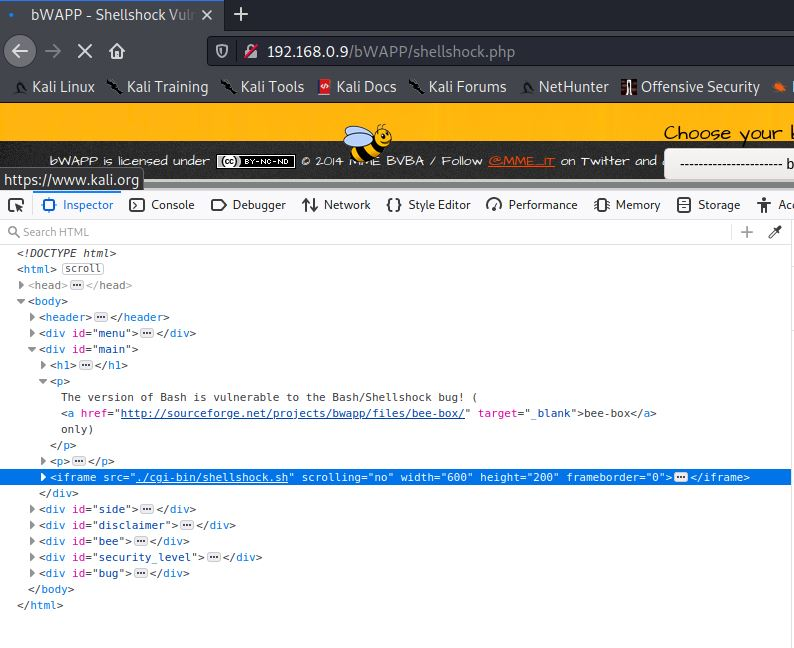 bWAPP - Shellshock Vuln
192.168.0.9/bWAPP/shellshock.php
Kali Linux Kali Training Kali Tools Kali Docs Kali Forums NetHunter Offensive Security
Choose your b
bWAPP is licensed under (cc) BY-NC-ND © 2014 MME BVBA / Follow @MME_IT on Twitter and
----------------------- b
https://www.kali.org
Inspector Console Debugger Network Style Editor Performance Memory Storage Acc
Search HTML
<!DOCTYPE html>
<html> scroll
<head> ••• </head>
<body>
<header> ••• </header>
<div id="menu"> ••• </div>
<div id="main">
<h1> ••• </h1>
<p>
The version of Bash is vulnerable to the Bash/Shellshock bug! (
<a href="http://sourceforge.net/projects/bwapp/files/bee-box/" target="_blank">bee-box</a>
only)
</p>
<p> ••• </p>
<iframe src="./cgi-bin/shellshock.sh" scrolling="no" width="600" height="200" frameborder="0"> ••• </iframe>
</div>
<div id="side"> ••• </div>
<div id="disclaimer"> ••• </div>
<div id="bee"> ••• </div>
<div id="security_level"> ••• </div>
<div id="bug"> ••• </div>
</body>
</html>